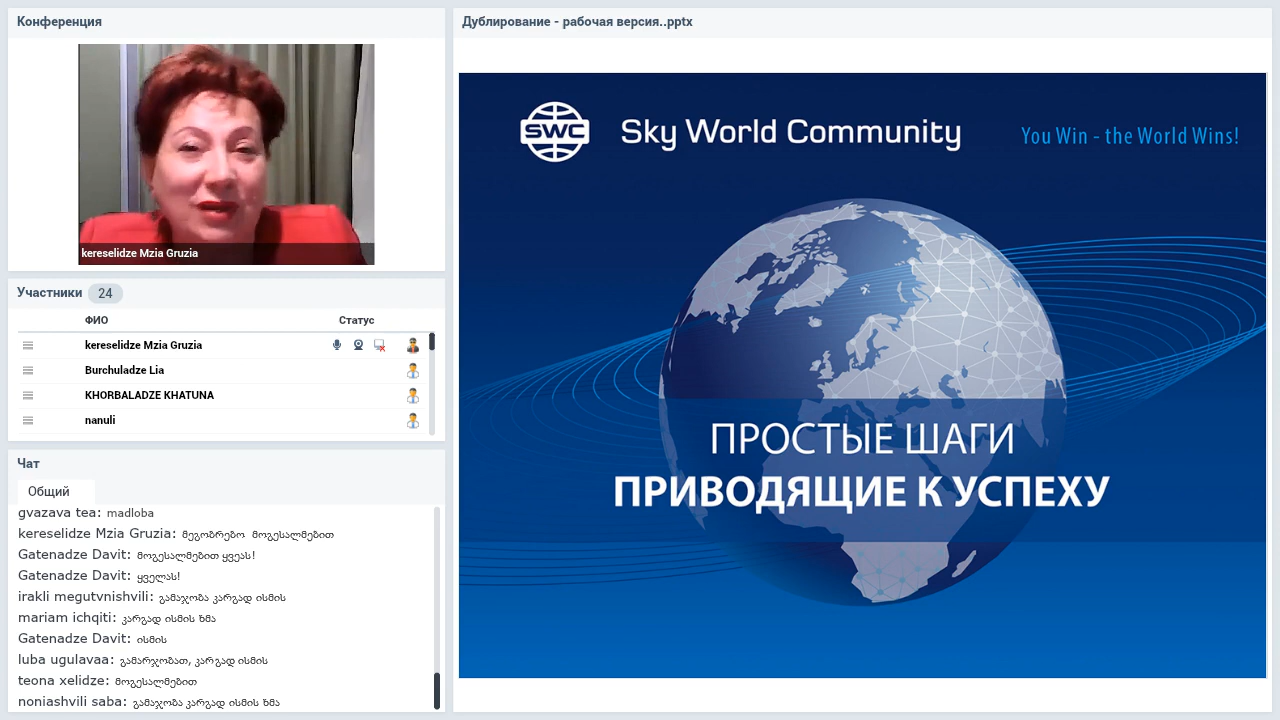 Конференция
kereselidze Mzia Gruzia
Участники 24
ФИО Статус
kereselidze Mzia Gruzia
Burchuladze Lia
KHORBALADZE KHATUNA
nanuli
Чат
Общий
gvazava tea: madloba
kereselidze Mzia Gruzia: მეგობრებო მოგესალმებით
Gatenadze Davit: მოგესალმებით ყვეას!
Gatenadze Davit: ყველას!
irakli megutvnishvili: გამაჯობა კარგად ისმის
mariam ichqiti: კარგად ისმის ხმა
Gatenadze Davit: ისმის
luba ugulavaa: გამარჯობათ, კარგად ისმის
teona xelidze: მოგესალმებით
noniashvili saba: გამაჯობა კარგად ისმის ხმა
Дублирование - рабочая версия..pptx
SWC
Sky World Community
You Win - the World Wins!
ПРОСТЫЕ ШАГИ
ПРИВОДЯЩИЕ К УСПЕХУ